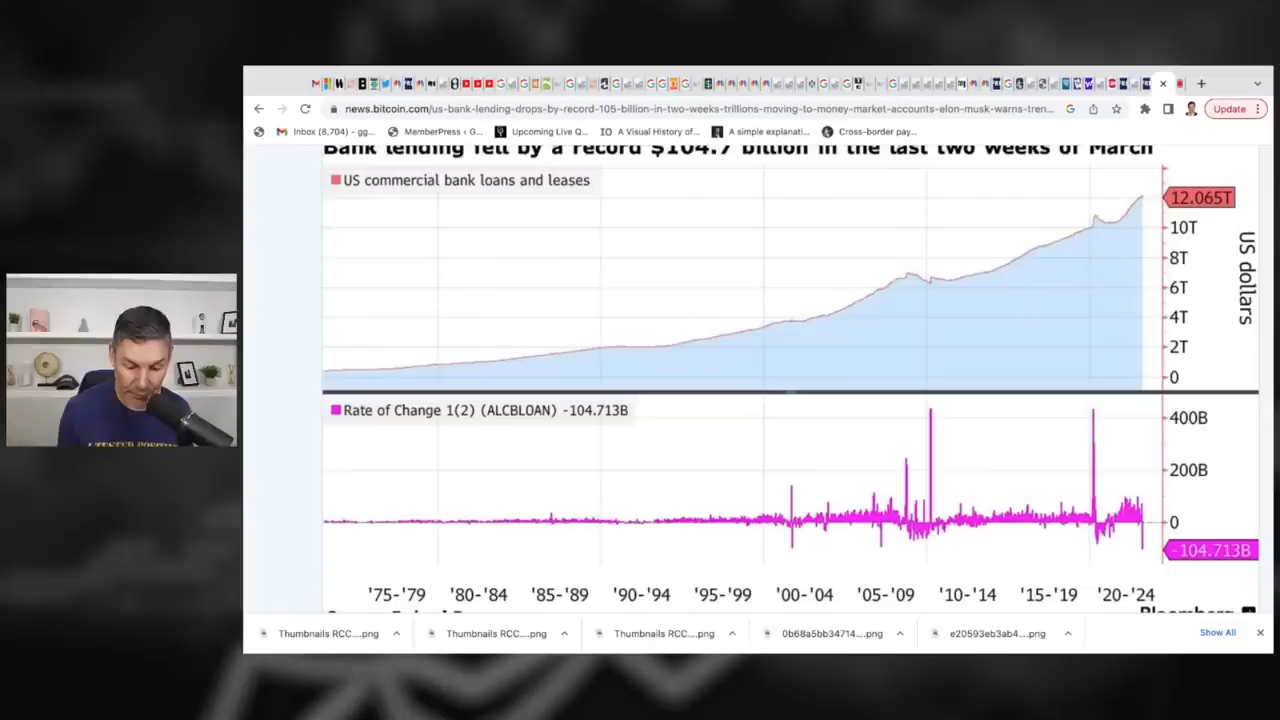 news.bitcoin.com/us-bank-lending-drops-by-record-105-billion-in-two-weeks-trillions-moving-to-money-market-accounts-elon-musk-warns-tren...
Update
Inbox (8,704) - gg...
MemberPress ‹ G...
Upcoming Live Q...
IO A Visual History of...
A simple explanati...
Cross-border pay...
Bank lending fell by a record $104.7 billion in the last two weeks of March
US commercial bank loans and leases
12.065T
10T
8T
6T
4T
2T
0
US dollars
Rate of Change 1(2) (ALCBLOAN) -104.713B
400B
200B
0
-104.713B
'75-'79 '80-'84 '85-'89 '90-'94 '95-'99 '00-'04 '05-'09 '10-'14 '15-'19 '20-'24
Bloomberg
Thumbnails RCC....png
Thumbnails RCC....png
Thumbnails RCC....png
0b68a5bb34714...png
e20593eb3ab4....png
Show All